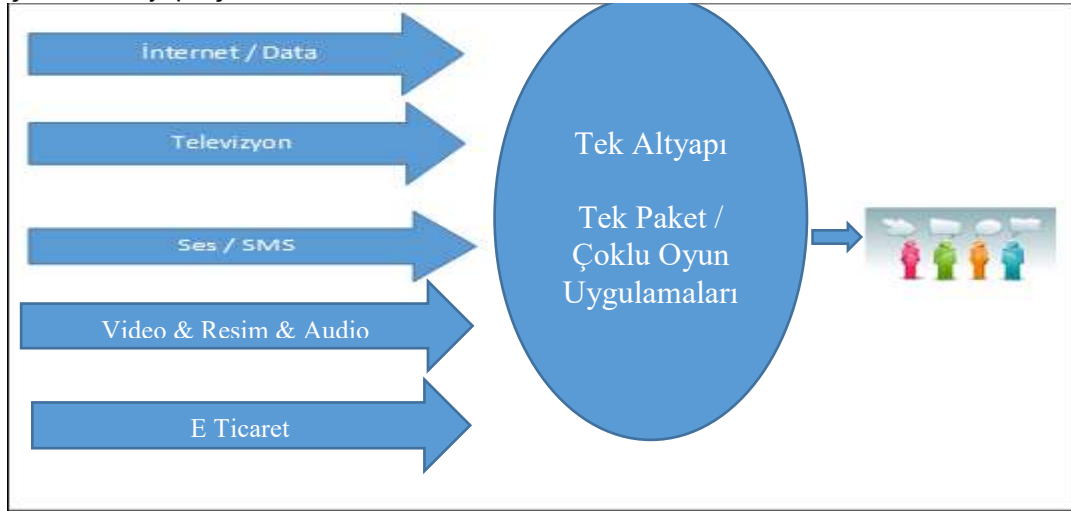 İnternet / Data
Televizyon
Ses / SMS
Video & Resim & Audio
E Ticaret
Tek Altyapı
Tek Paket /
Çoklu Oyun
Uygulamaları